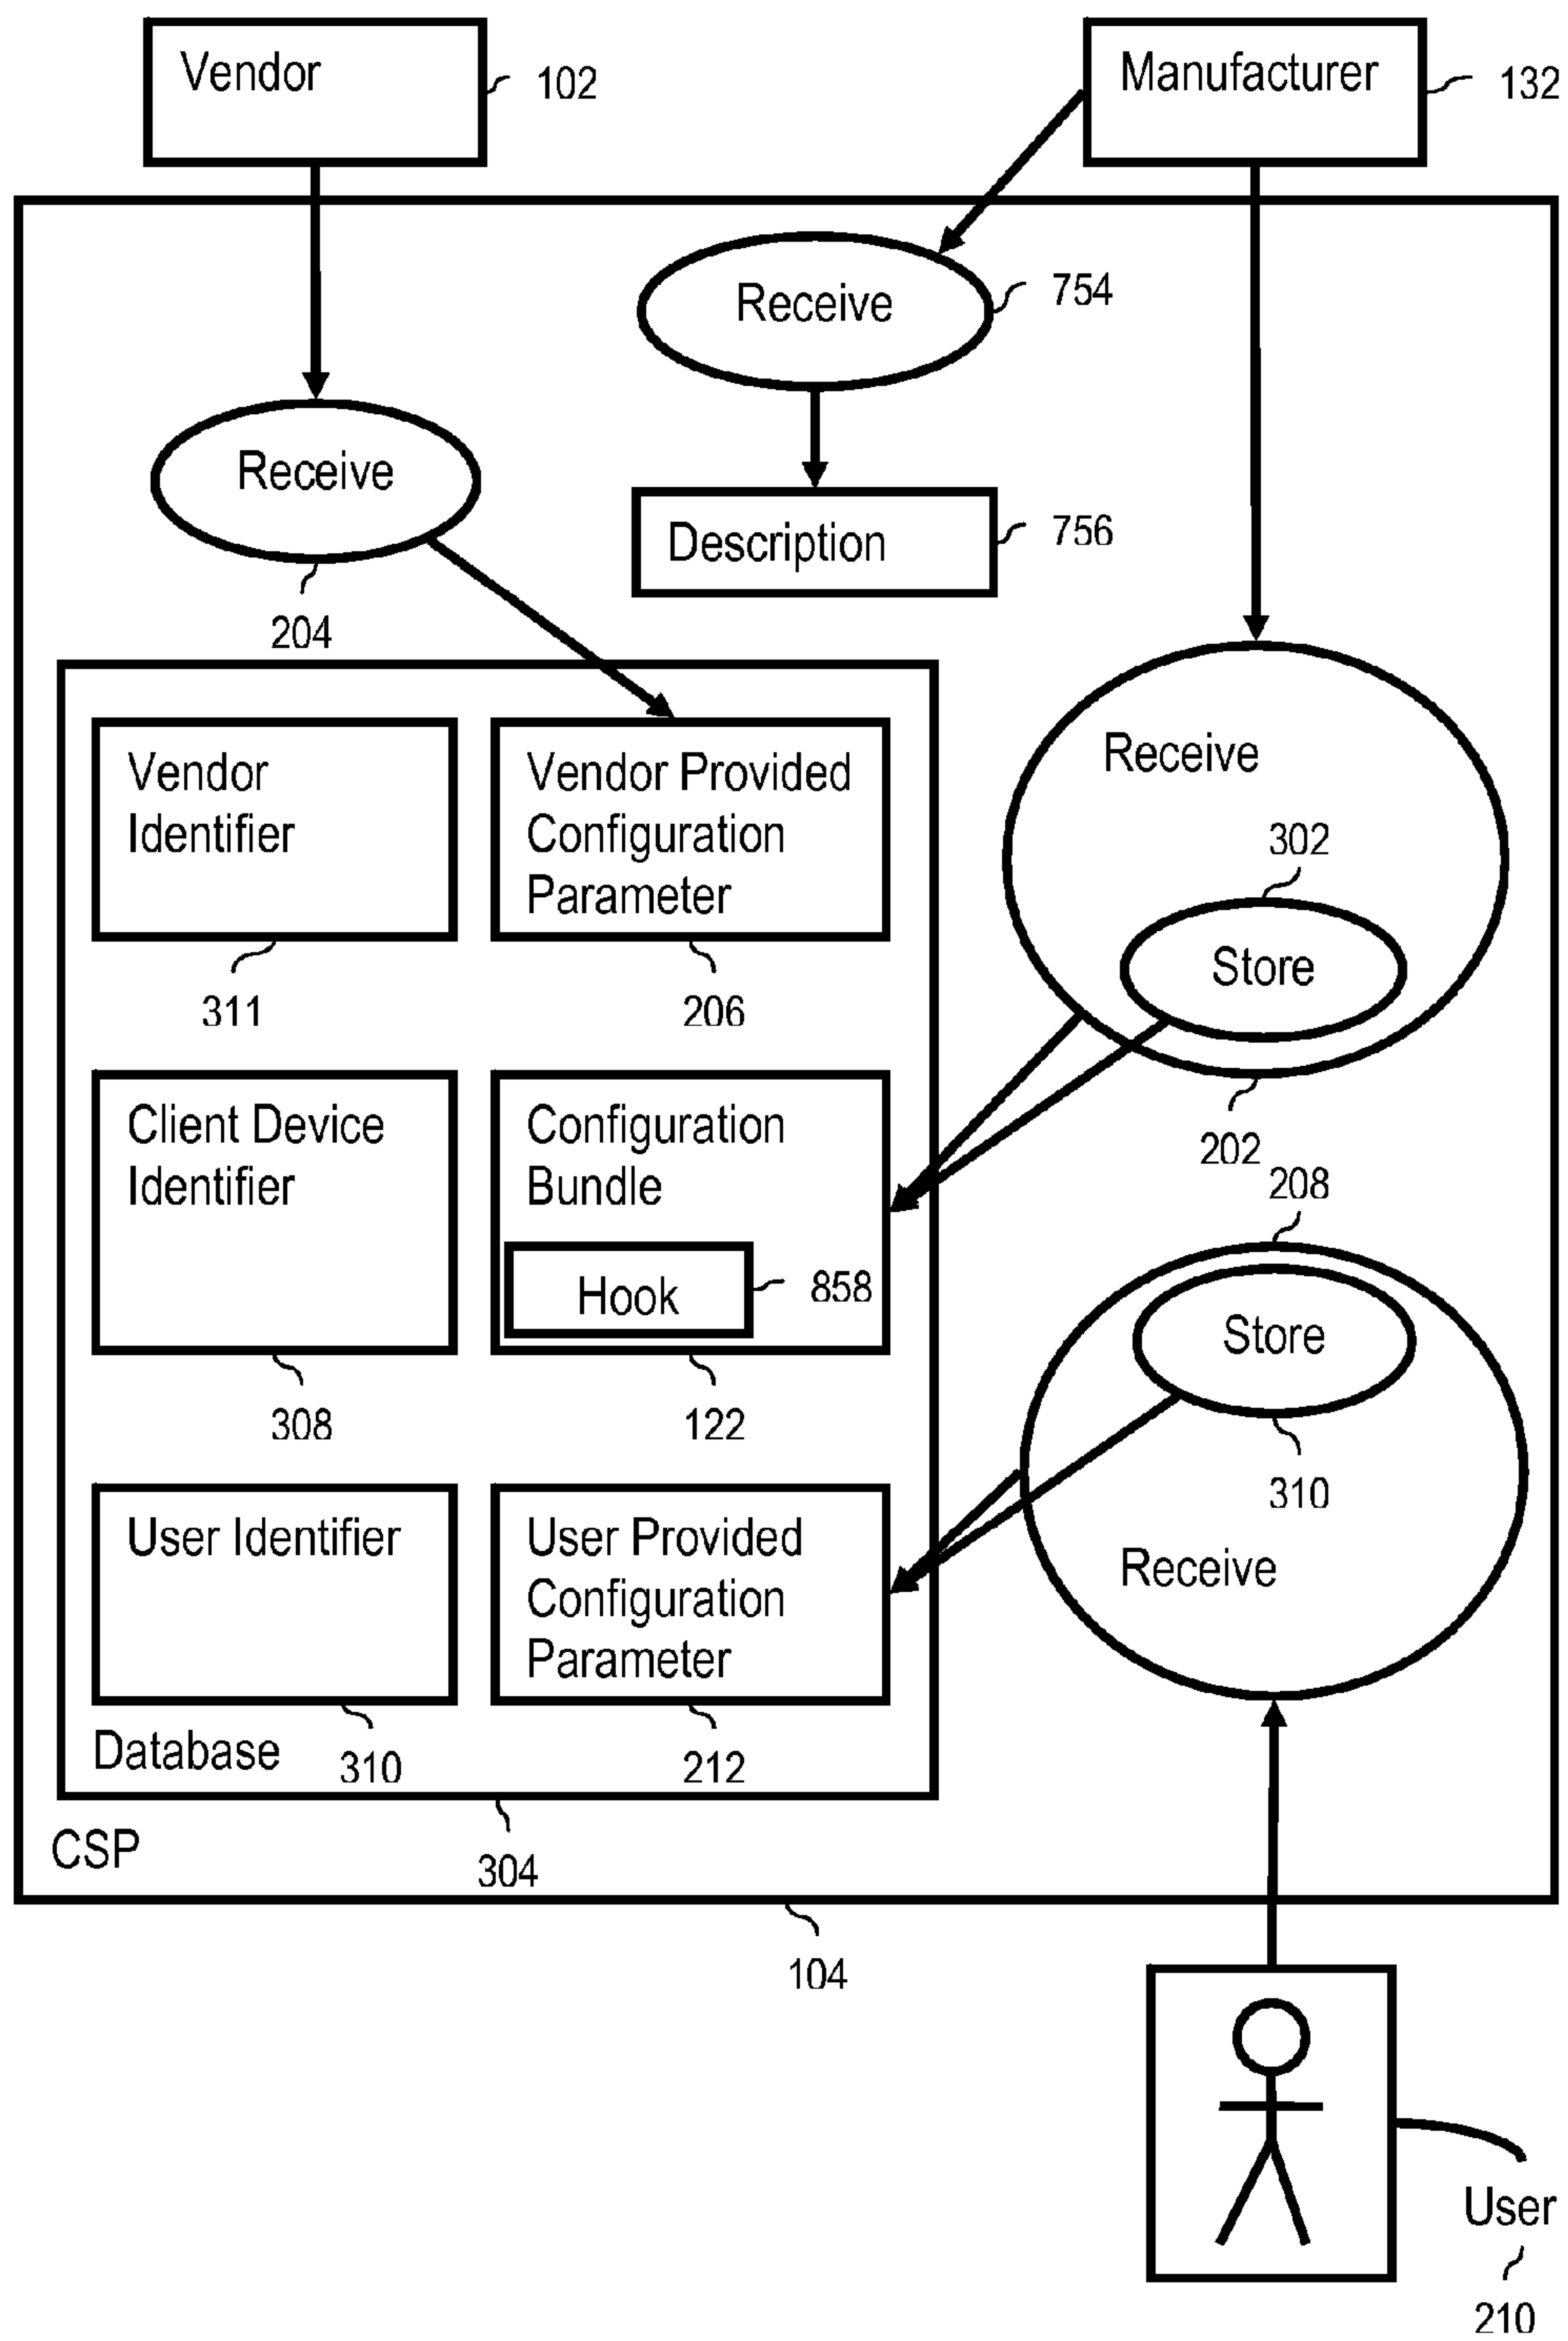 Vendor
102
Manufacturer
132
Receive
754
Receive
204
Description
756
Vendor
Identifier
311
Vendor Provided
Configuration
Parameter
206
Receive
302
Store
202
Client Device
Identifier
308
Configuration
Bundle
Hook
858
122
208
Store
310
Receive
User Identifier
310
User Provided
Configuration
Parameter
212
Database
304
CSP
104
User
210